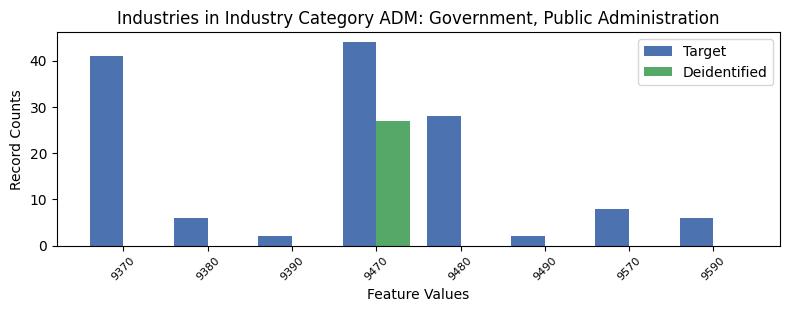 Industries in Industry Category ADM: Government, Public Administration
Target
Deidentified
Record Counts
40
30
20
10
0
9370
9380
9390
9470
9480
9490
9570
9590
Feature Values